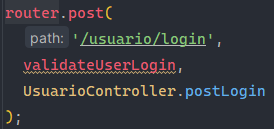 router.post(
path: '/usuario/login',
validateUserLogin,
UsuarioController.postLogin
);